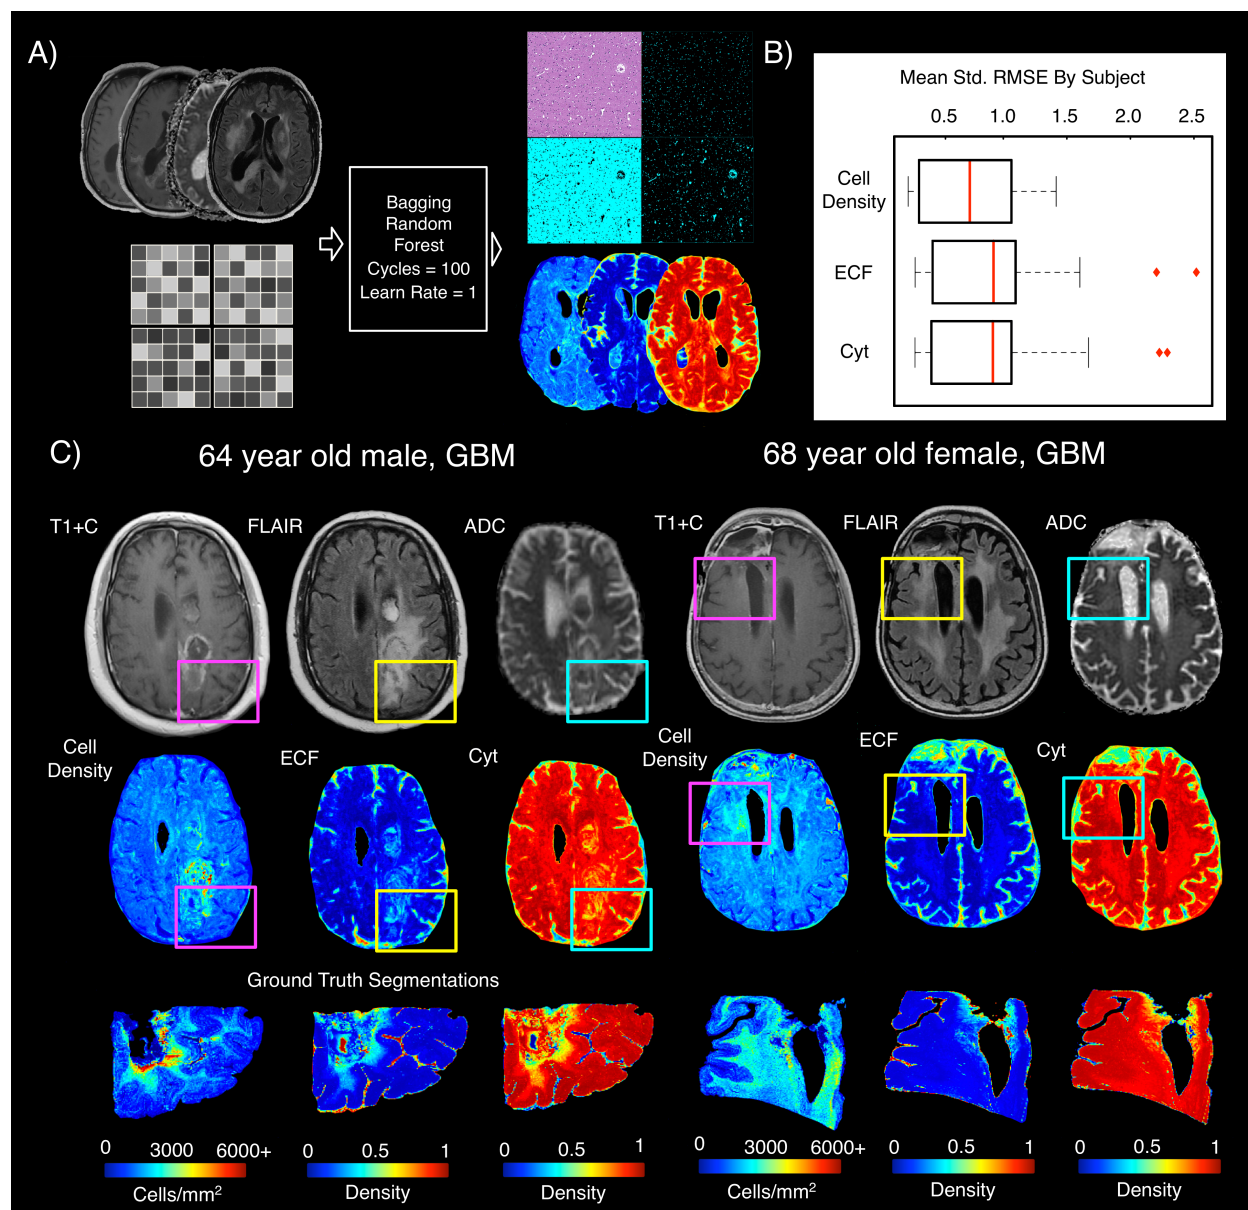 A)
Bagging
Random
Forest
Cycles = 100
Learn Rate = 1
B)
Mean Std. RMSE By Subject
0.5 1.0 1.5 2.0 2.5
Cell
Density
ECF
Cyt
C)
64 year old male, GBM
68 year old female, GBM
T1+C
FLAIR
ADC
T1+C
FLAIR
ADC
Cell
Density
ECF
Cyt
Cell
Density
ECF
Cyt
Ground Truth Segmentations
0 3000 6000+
Cells/mm2
0 0.5 1
Density
0 0.5 1
Density
0 3000 6000+
Cells/mm2
0 0.5 1
Density
0 0.5 1
Density